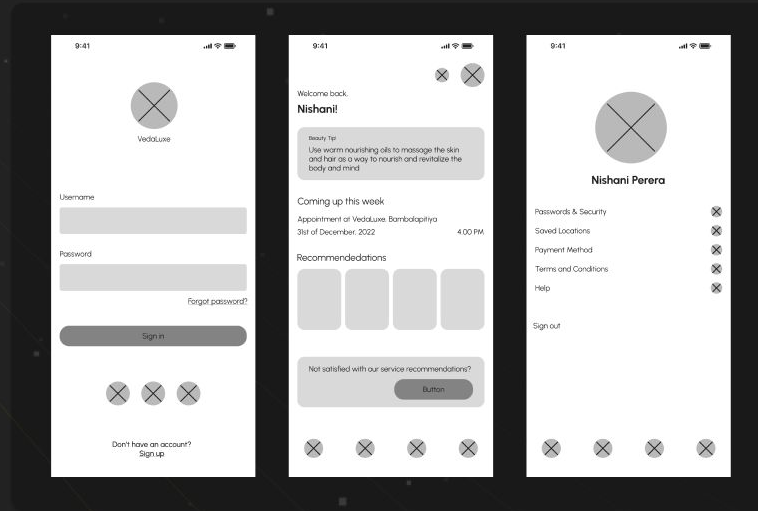 9:41
VedaLuxe
Username
Password
Forgot password?
Sign in
Don't have an account?
Sign up
9:41
Welcome back,
Nishani!
Beauty Tip!
Use warm nourishing oils to massage the skin
and hair as a way to nourish and revitalize the
body and mind
Coming up this week
Appointment at VedaLuxe, Bambalapitiya
31st of December, 2022 4.00 PM
Recommendedations
Not satisfied with our service recommendations?
Button
9:41
Nishani Perera
Passwords & Security
Saved Locations
Payment Method
Terms and Conditions
Help
Sign out